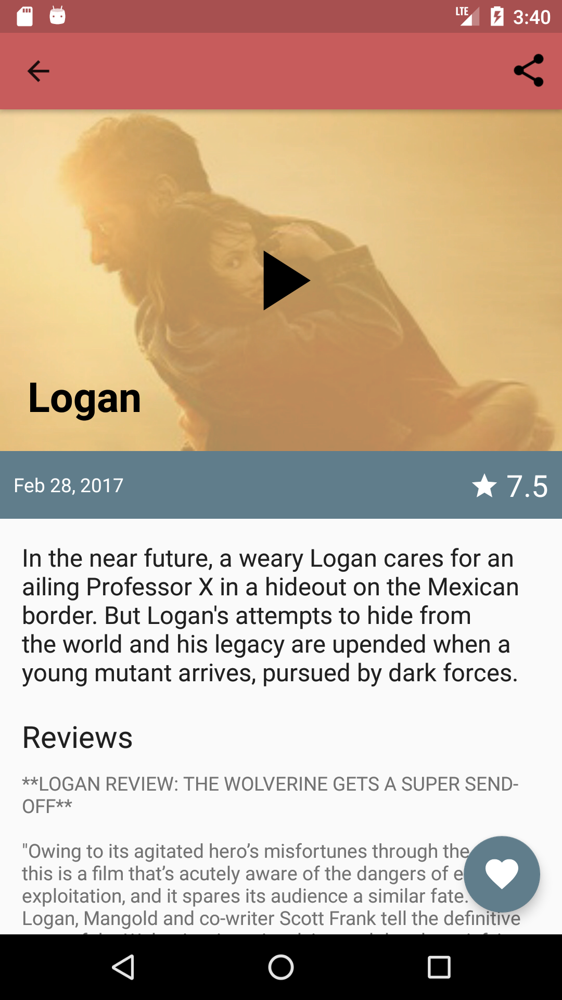 LTE 3:40
Logan
Feb 28, 2017 7.5
In the near future, a weary Logan cares for an
ailing Professor X in a hideout on the Mexican
border. But Logan's attempts to hide from
the world and his legacy are upended when a
young mutant arrives, pursued by dark forces.
Reviews
**LOGAN REVIEW: THE WOLVERINE GETS A SUPER SEND-
OFF**
"Owing to its agitated hero’s misfortunes through the
this is a film that’s acutely aware of the dangers of
exploitation, and it spares its audience a similar fate.
Logan, Mangold and co-writer Scott Frank tell the definitive